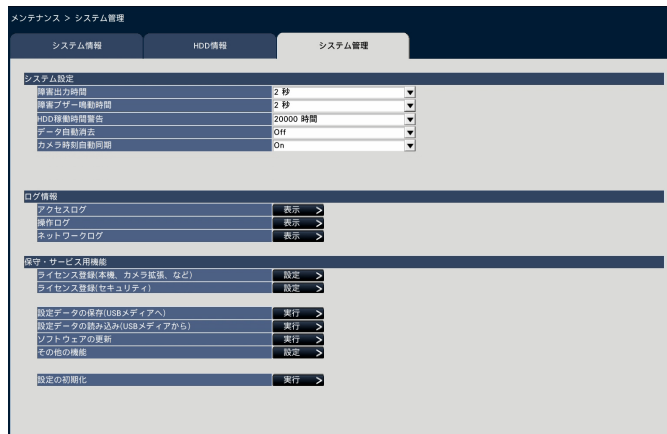 メンテナンス > システム管理
システム情報 HDD情報 システム管理
システム設定
障害出力時間 2 秒
障害ブザー鳴動時間 2 秒
HDD稼働時間警告 20000 時間
データ自動消去 Off
カメラ時刻自動同期 On
ログ情報
アクセスログ 表示 >
操作ログ 表示 >
ネットワークログ 表示 >
保守・サービス用機能
ライセンス登録(本機、カメラ拡張、など) 設定 >
ライセンス登録(セキュリティ) 設定 >
設定データの保存(USBメディアへ) 実行 >
設定データの読み込み(USBメディアから) 実行 >
ソフトウェアの更新 実行 >
その他の機能 設定 >
設定の初期化 実行 >